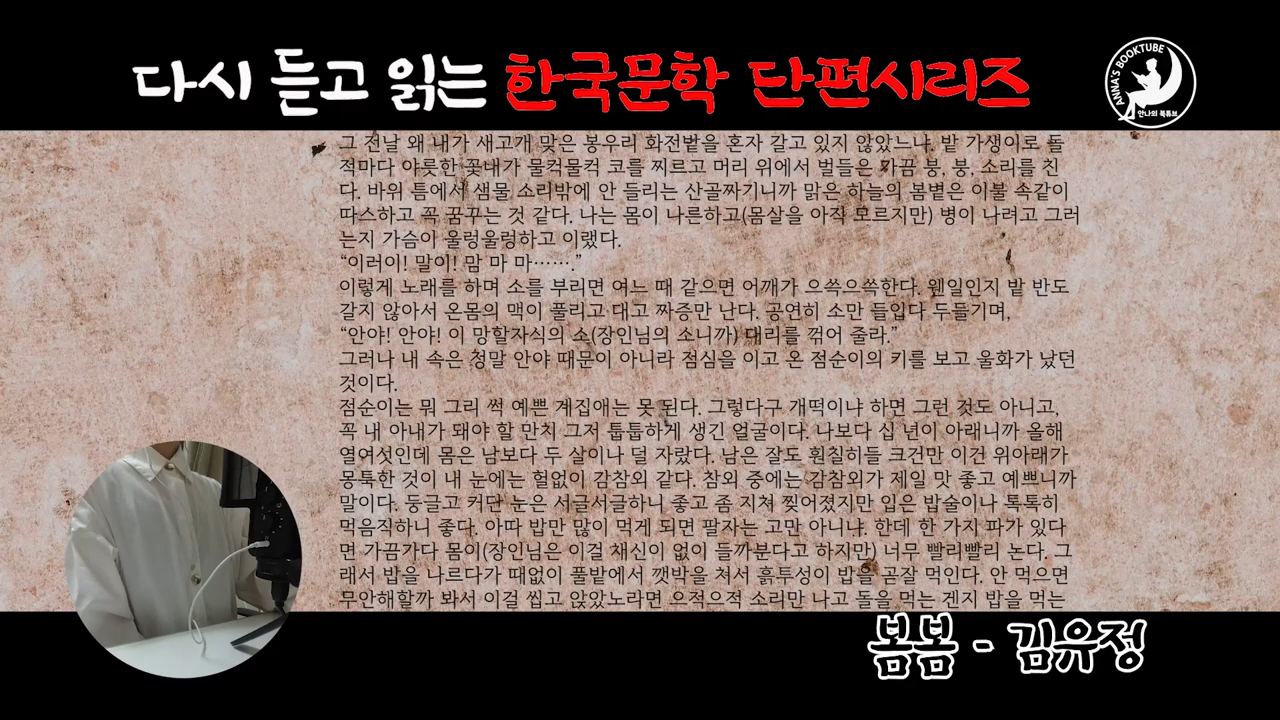 다시 듣고 읽는 한국문학 단편시리즈
ANNA'S BOOKTUBE
안나의 북튜브
그 전날 왜 내가 새고개 맞은 봉우리 화전밭을 혼자 갈고 있지 않았느냐. 밭 가생이로 돌
적마다 야릇한 꽃내가 물컥물컥 코를 찌르고 머리 위에서 벌들은 가끔 붕, 붕, 소리를 친
다. 바위 틈에서 샘물 소리밖에 안 들리는 산골짜기니까 맑은 하늘의 봄볕은 이불 속같이
따스하고 꼭 꿈꾸는 것 같다. 나는 몸이 나른하고(몸살을 아직 모르지만) 병이 나려고 그러
는지 가슴이 울렁울렁하고 이랬다.
“이러이! 말이! 맘 마 마…….”
이렇게 노래를 하며 소를 부리면 여느 때 같으면 어깨가 으쓱으쓱한다. 웬일인지 밭 반도
갈지 않아서 온몸의 맥이 풀리고 대고 짜증만 난다. 공연히 소만 들입다 두들기며,
“안야! 안야! 이 망할자식의 소(장인님의 소니까) 대리를 꺾어 줄라.”
그러나 내 속은 정말 안야 때문이 아니라 점심을 이고 온 점순이의 키를 보고 울화가 났던
것이다.
점순이는 뭐 그리 썩 예쁜 계집애는 못 된다. 그렇다구 개떡이냐 하면 그런 것도 아니고,
꼭 내 아내가 돼야 할 만치 그저 툽툽하게 생긴 얼굴이다. 나보다 십 년이 아래니까 올해
열여섯인데 몸은 남보다 두 살이나 덜 자랐다. 남은 잘도 훤칠히들 크건만 이건 위아래가
몽툭한 것이 내 눈에는 헐없이 감참외 같다. 참외 중에는 감참외가 제일 맛 좋고 예쁘니까
말이다. 둥글고 커단 눈은 서글서글하니 좋고 좀 지쳐 찢어졌지만 입은 밥술이나 톡톡히
먹음직하니 좋다. 아따 밥만 많이 먹게 되면 팔자는 고만 아니냐. 한데 한 가지 파가 있다
면 가끔가다 몸이(장인님은 이걸 채신이 없이 들까분다고 하지만) 너무 빨리빨리 논다. 그
래서 밥을 나르다가 때없이 풀밭에서 깻박을 쳐서 흙투성이 밥을 곧잘 먹인다. 안 먹으면
무안해할까 봐서 이걸 씹고 앉았노라면 으적으적 소리만 나고 돌을 먹는 겐지 밥을 먹는
봄봄 - 김유정